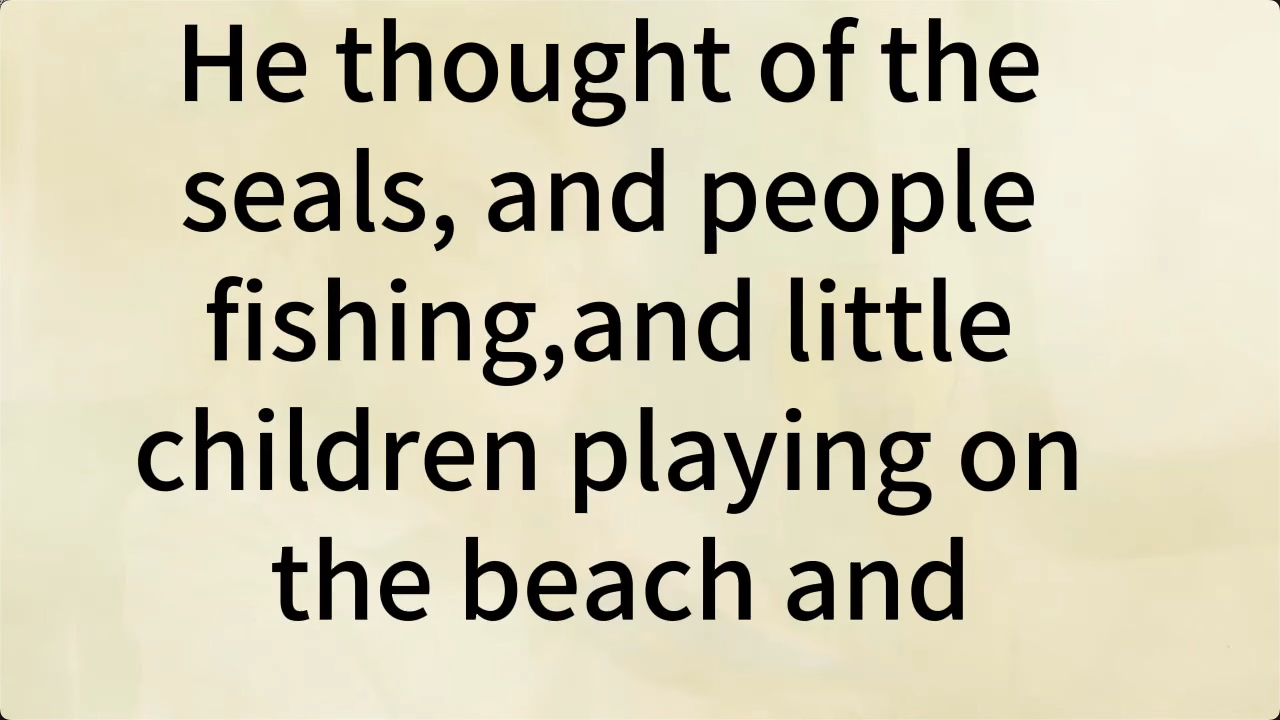 He thought of the
seals, and people
fishing,and little
children playing on
the beach and